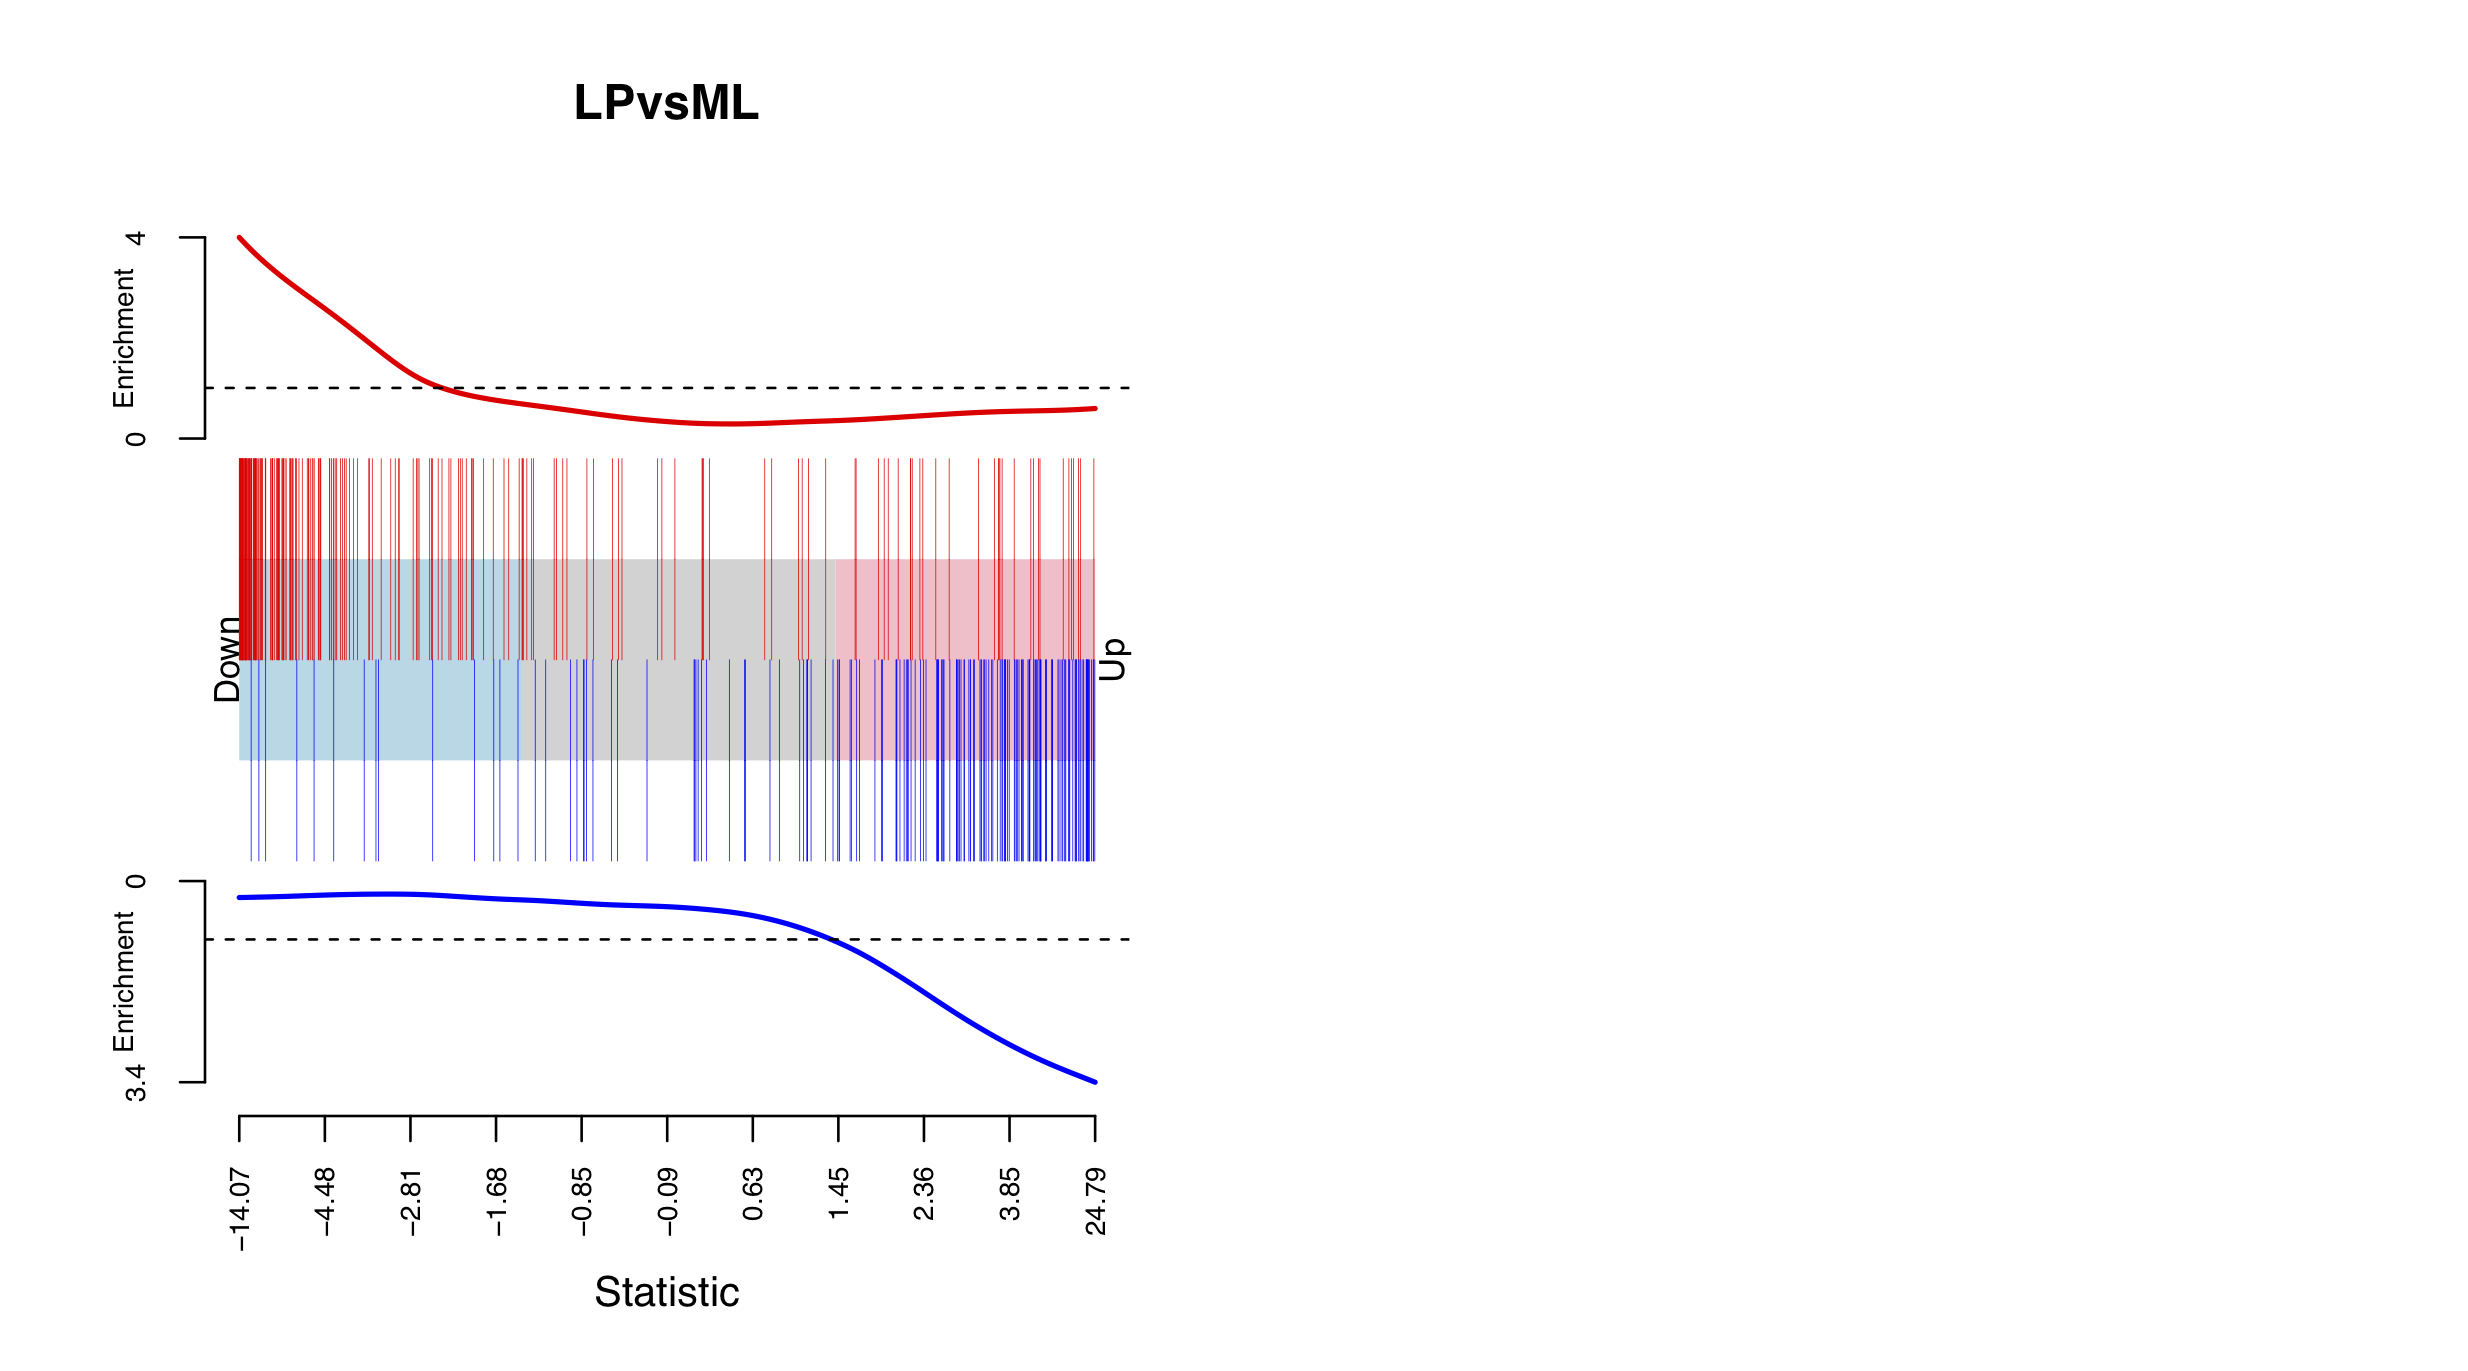 LPvsML
4
Enrichment
0
Down
Up
0
Enrichment
3.4
−14.07
−4.48
−2.81
−1.68
−0.85
−0.09
0.63
1.45
2.36
3.85
24.79
Statistic